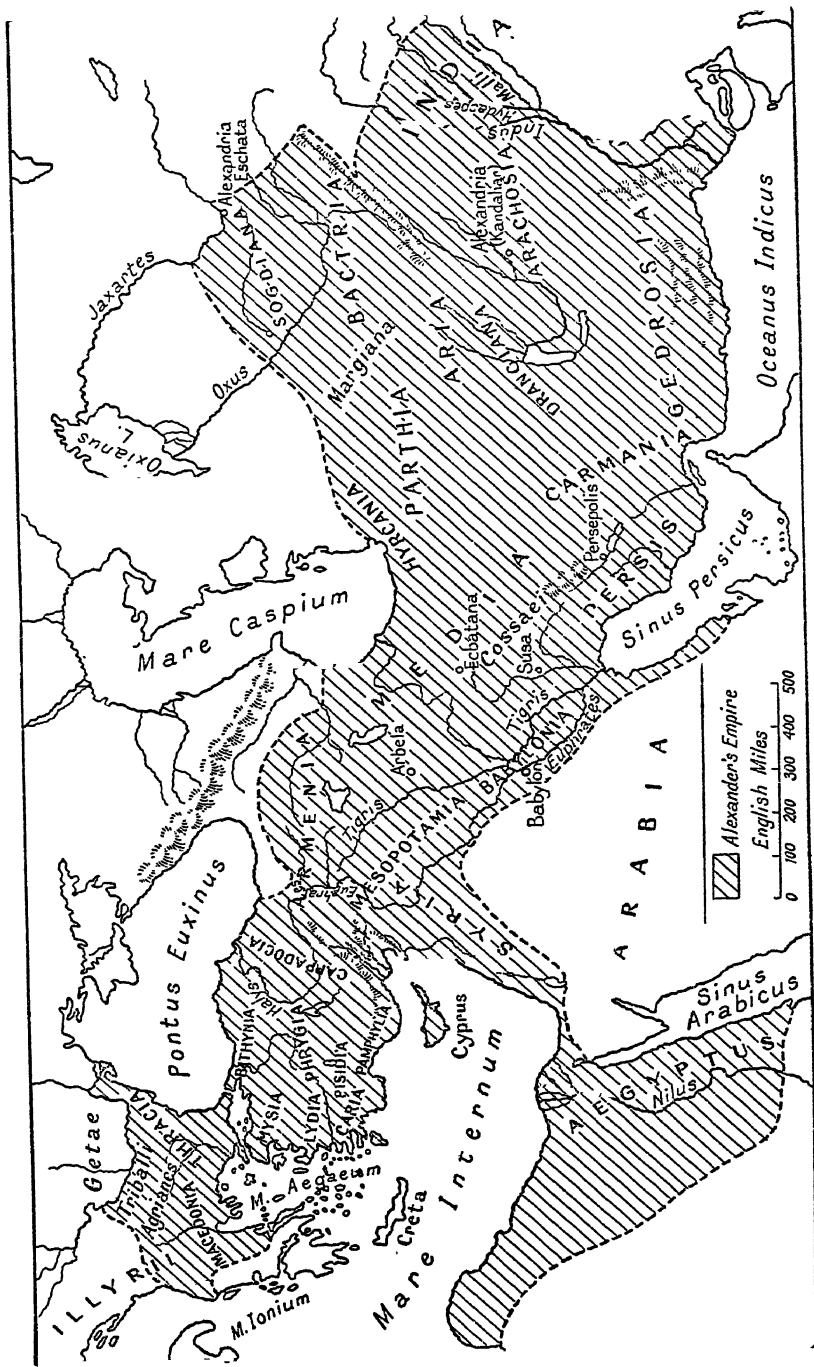 ILLYRII
Getae
Triballi
Agrianes
THRACIA
MACEDONIA
M. Ionium
M. Aegaeum
Creta
Mare Internum
Pontus Euxinus
BITHYNIA
MYSIA
LYDIA
PHRYGIA
CARIA
PISIDIA
PAMPHYLIA
Halys
CAPPADOCIA
Cyprus
ARMENIA
Euphrat.
Tigris
MESOPOTAMIA
SYRIA
AEGYPTUS
Nilus
Sinus
Arabicus
ARABIA
Mare Caspium
Arbela
MEDIA
Ecbatana
Cossaei
Susa
Tigris
BABYLONIA
Babylon
Euphrates
PERSIS
Persepolis
Sinus Persicus
HYRCANIA
PARTHIA
CARMANIA
Oxianus
L.
Oxus
Jaxartes
SOGDIANA
Alexandria
Eschata
BACTRIA
Margiana
ARIA
DRANGIANA
Alexandria
(Kandahar)
ARACHOSIA
GEDROSIA
INDIA
Indus
Hydaspes
Malli
Oceanus Indicus
Alexander's Empire
English Miles
0 100 200 300 400 500